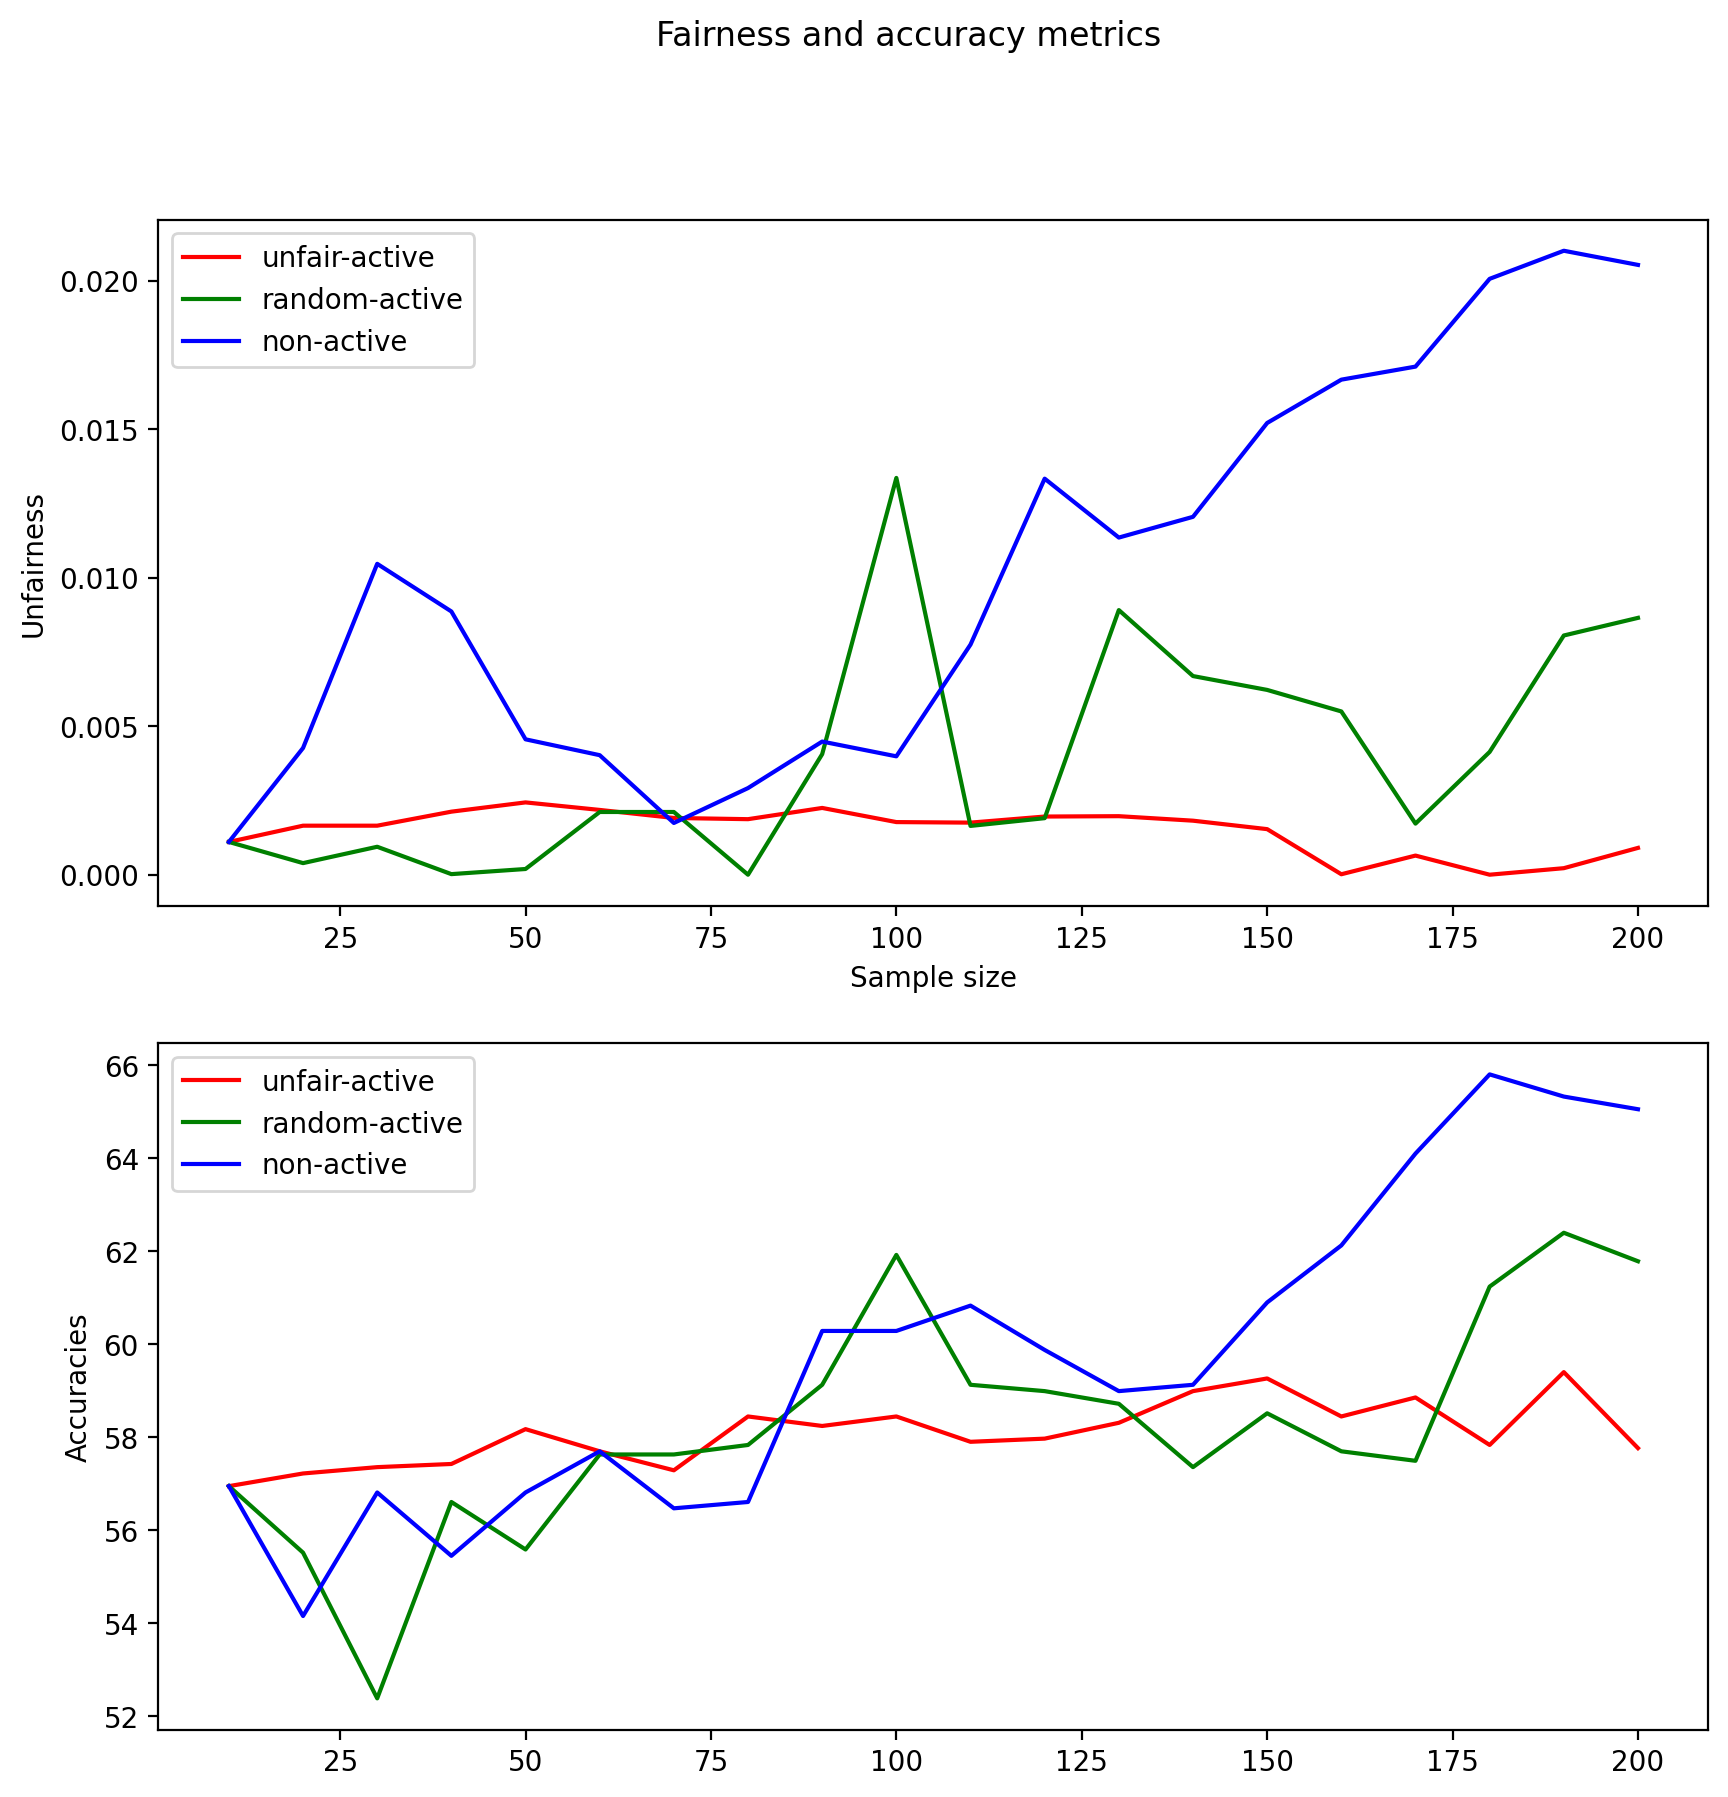 Fairness and accuracy metrics
unfair-active
random-active
non-active
0.020
0.015
0.010
0.005
0.000
Unfairness
25 50 75 100 125 150 175 200
Sample size
unfair-active
random-active
non-active
66
64
62
60
58
56
54
52
Accuracies
25 50 75 100 125 150 175 200